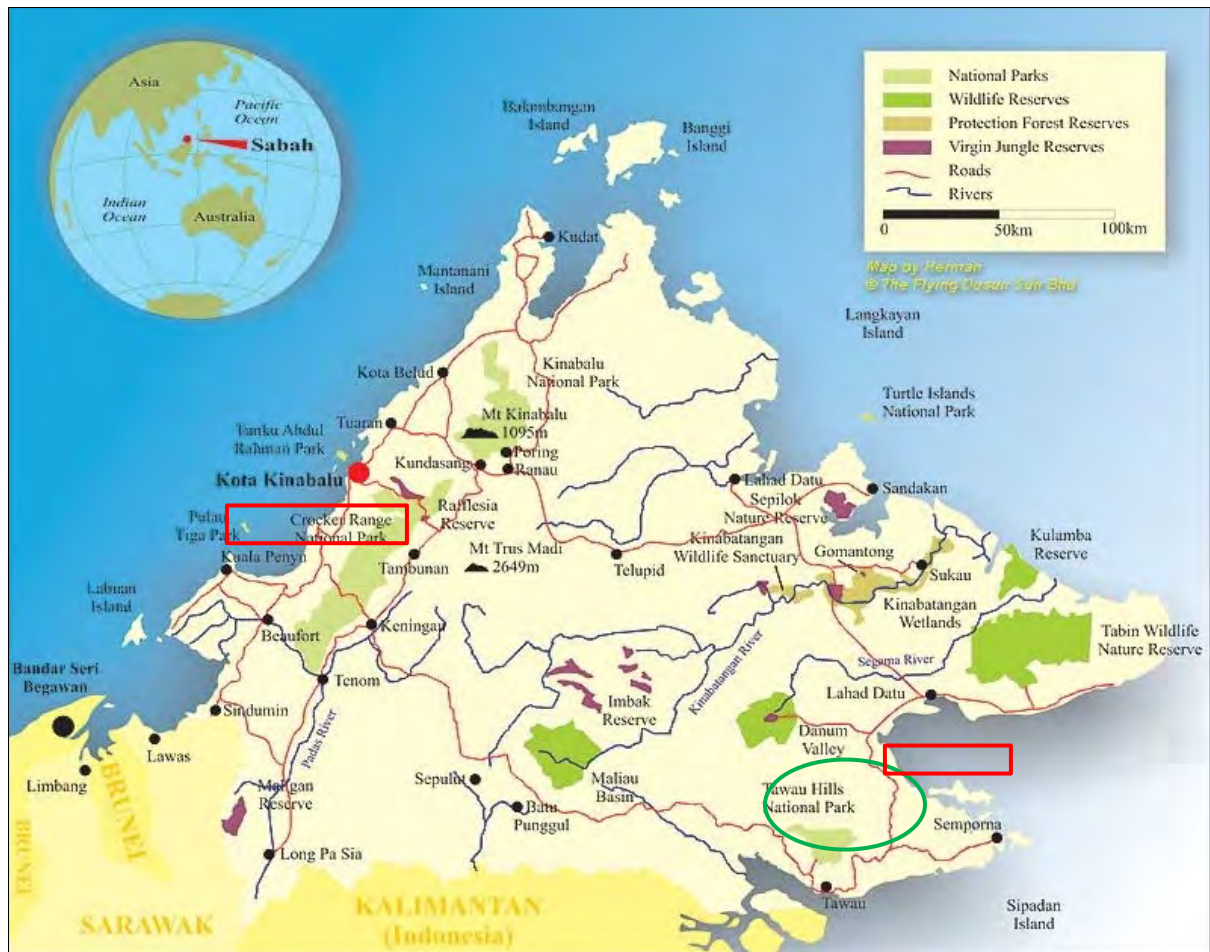 Asia
Pacific
Ocean
Sabah
Indian
Ocean
Australia
National Parks
Wildlife Reserves
Protection Forest Reserves
Virgin Jungle Reserves
Roads
Rivers
0 50km 100km
Map by Herman
© The Flying Dusun Sdn Bhd
Island
Banggi
Island
Kudat
Mantanani
Island
Langkayan
Island
Kota Belud
Kinabalu
National Park
Turtle Islands
National Park
Tuaran
Mt Kinabalu
1095m
Tunku Abdul
Rahman Park
Poring
Kundasang
Ranau
Kota Kinabalu
Lahad Datu
Sepilok
Nature Reserve
Sandakan
Rafflesia
Reserve
Pulau
Tiga Park
Crocker Range
National Park
Kinabatangan
Wildlife Sanctuary
Gomantong
Kulamba
Reserve
Kuala Penyu
Tambunan
Mt Trus Madi
2649m
Telupid
Sukau
Labuan
Island
Kinabatangan
Wetlands
Beaufort
Keningau
Tabin Wildlife
Nature Reserve
Segama River
Bandar Seri
Begawan
Tenom
Kinabatangan River
Lahad Datu
Imbak
Reserve
Sindumin
Padas River
Danum
Valley
Lawas
Limbang
BRUNEI
Maligan
Reserve
Sepulut
Maliau
Basin
Tawau Hills
National Park
Batu
Punggul
Semporna
BRUNEI
Long Pa Sia
Tawau
Sipadan
Island
SARAWAK
KALIMANTAN
(Indonesia)